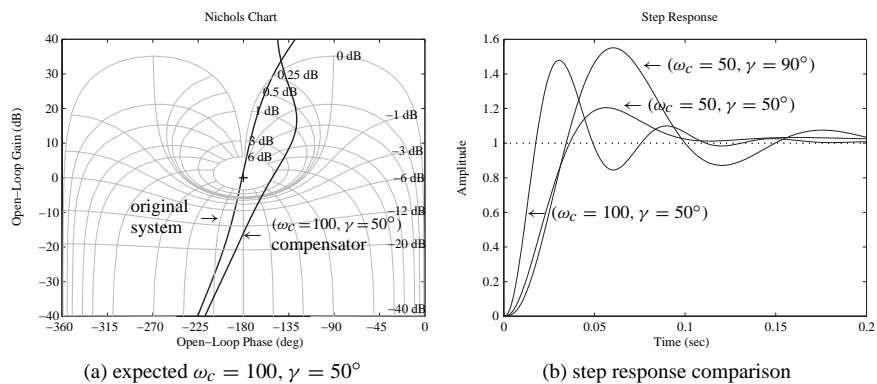 Nichols Chart
40
30
20
10
0
−10
−20
−30
40
Open−Loop Gain (dB)
0 dB
0.25 dB
0.5 dB
1 dB
−1 dB
3 dB
−3 dB
6 dB
−6 dB
−12 dB
−20 dB
−40 dB
original
system
(ωc = 100, γ = 50°)
compensator
−360 −315 −270 −225 −180 −135 −90 −45 0
Open−Loop Phase (deg)
(a) expected ωc = 100, γ = 50°
Step Response
1.6
1.4
1.2
1
0.8
0.6
0.4
0.2
0
Amplitude
(ωc = 50, γ = 90°)
(ωc = 50, γ = 50°)
(ωc = 100, γ = 50°)
0 0.05 0.1 0.15 0.2
Time (sec)
(b) step response comparison